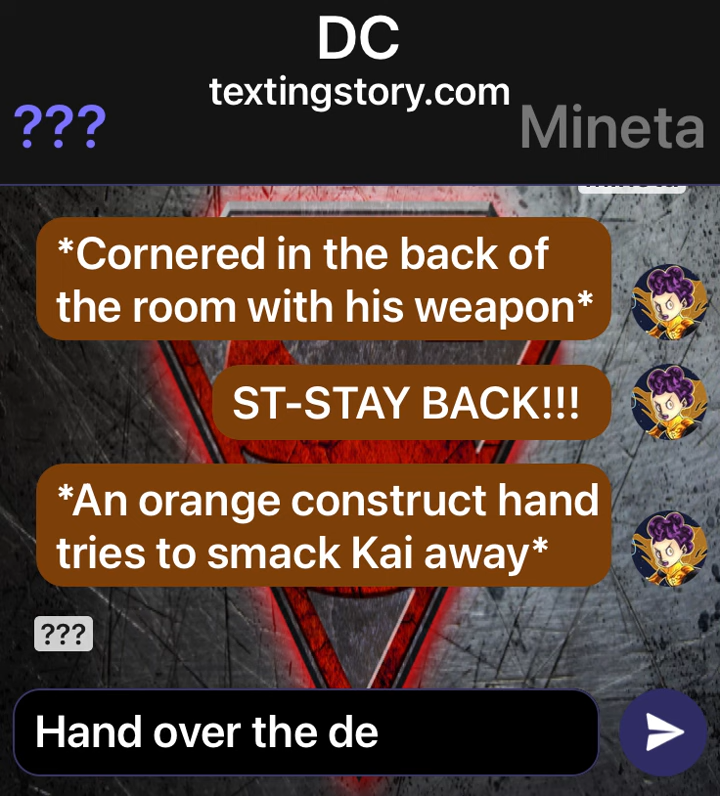 DC
textingstory.com
???
Mineta
*Cornered in the back of
the room with his weapon*
ST-STAY BACK!!!
*An orange construct hand
tries to smack Kai away*
???
Hand over the de